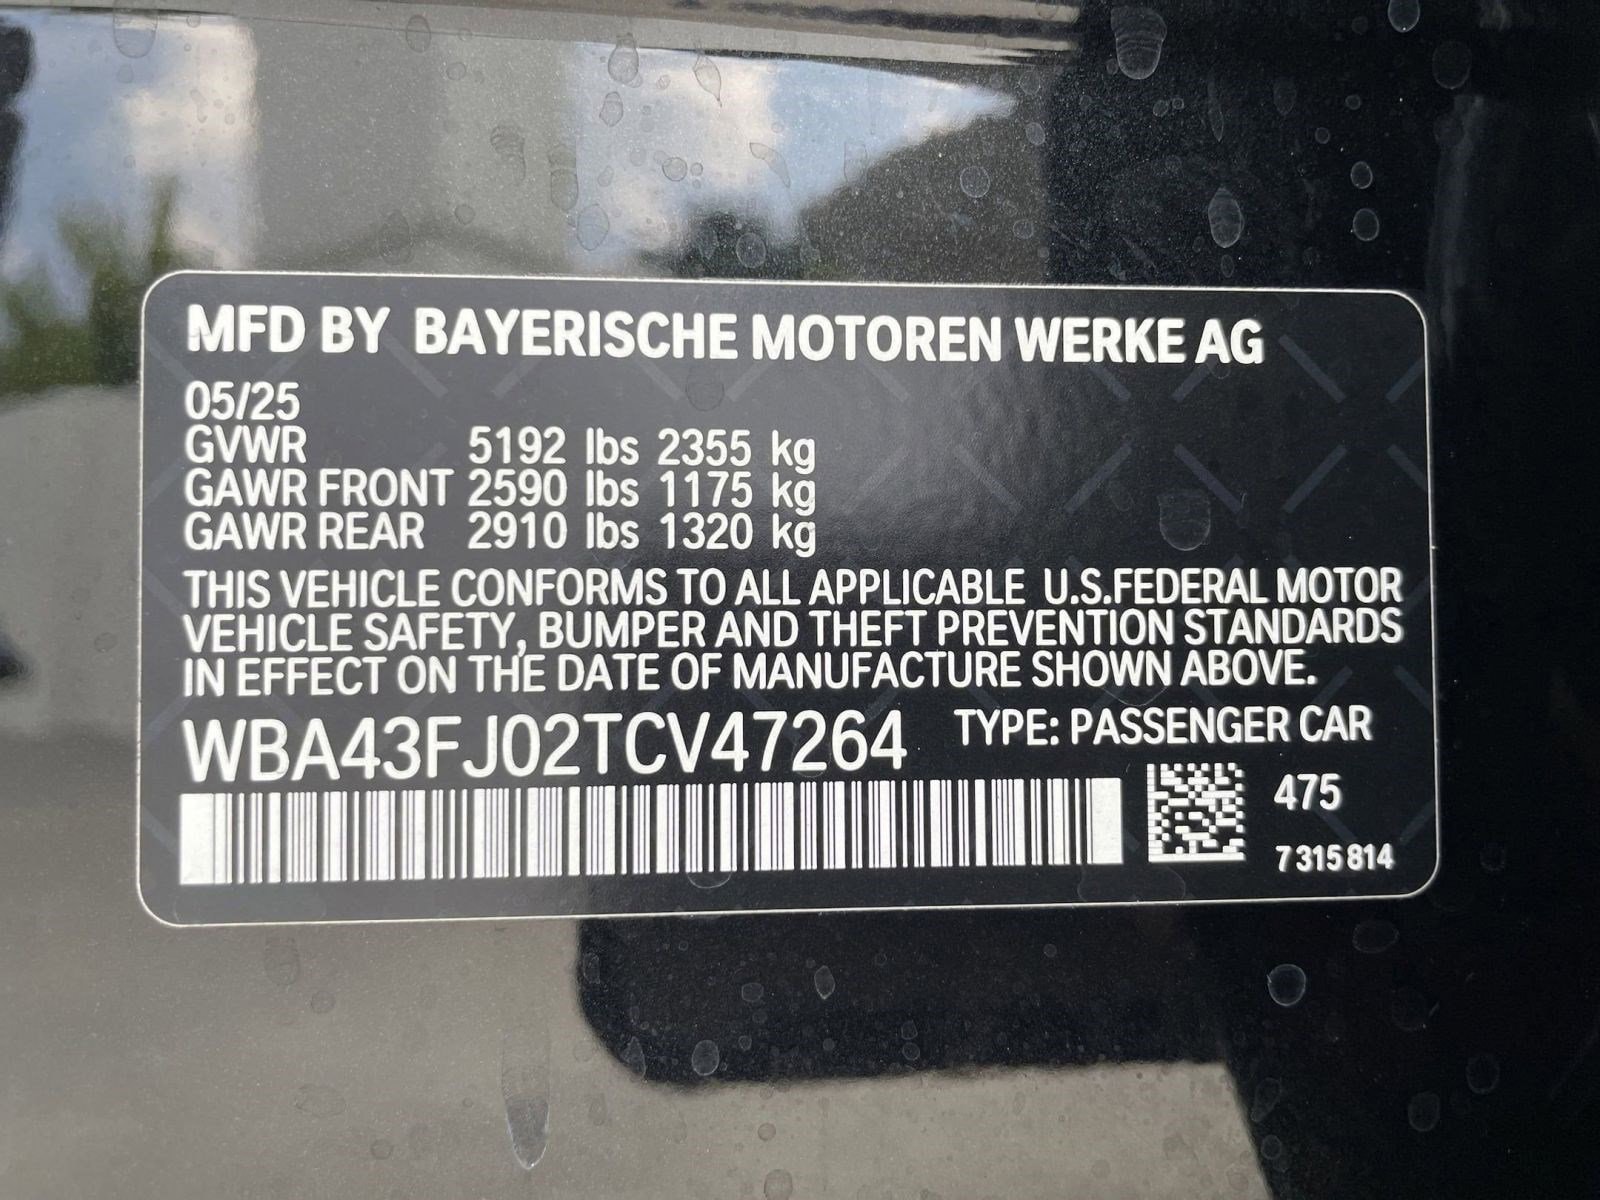 MFD BY BAYERISCHE MOTOREN WERKE AG
05/25
GVWR 5192 lbs 2355 kg
GAWR FRONT 2590 lbs 1175 kg
GAWR REAR 2910 lbs 1320 kg
THIS VEHICLE CONFORMS TO ALL APPLICABLE U.S.FEDERAL MOTOR
VEHICLE SAFETY, BUMPER AND THEFT PREVENTION STANDARDS
IN EFFECT ON THE DATE OF MANUFACTURE SHOWN ABOVE.
WBA43FJ02TCV47264 TYPE: PASSENGER CAR
475
7 315 814